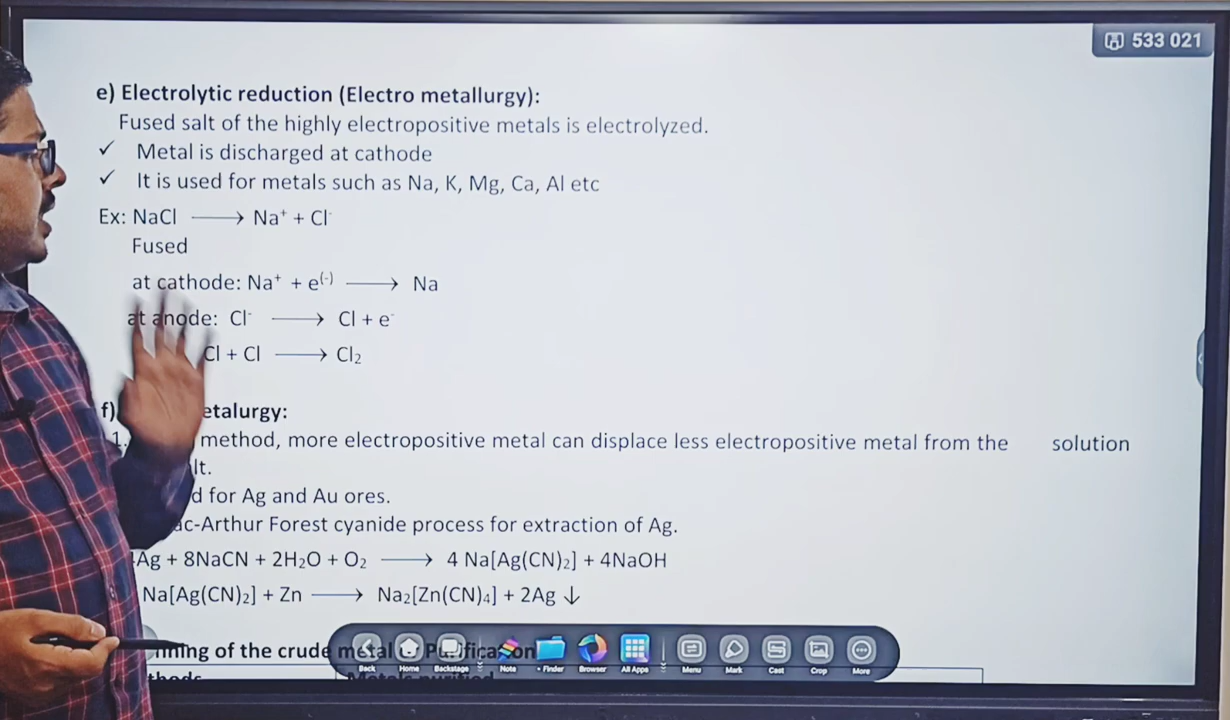 533 021
e) Electrolytic reduction (Electro metallurgy):
Fused salt of the highly electropositive metals is electrolyzed.
✓ Metal is discharged at cathode
✓ It is used for metals such as Na, K, Mg, Ca, Al etc
Ex: NaCl ⟶ Na⁺ + Cl⁻
Fused
at cathode: Na⁺ + e⁽⁻⁾ ⟶ Na
at anode: Cl⁻ ⟶ Cl + e⁻
Cl + Cl ⟶ Cl₂
f) etalurgy:
1. method, more electropositive metal can displace less electropositive metal from the solution
lt.
d for Ag and Au ores.
ac-Arthur Forest cyanide process for extraction of Ag.
Ag + 8NaCN + 2H₂O + O₂ ⟶ 4 Na[Ag(CN)₂] + 4NaOH
Na[Ag(CN)₂] + Zn ⟶ Na₂[Zn(CN)₄] + 2Ag ↓
ning of the crude metal
Back Home Backstage Note • Finder Browser All Apps Menu Mark Cast Crop More